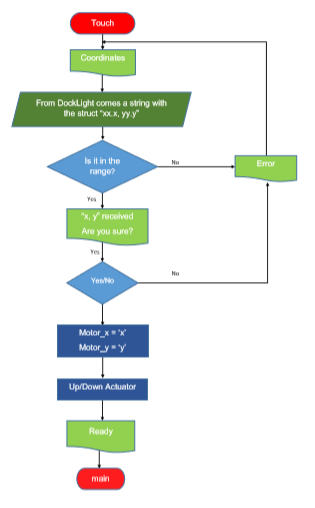 Touch
Coordinates
From DockLight comes a string with
the struct "xx.x, yy.y"
Is it in the
range?
No
Error
Yes
"x, y" received
Are you sure?
Yes
Yes/No
No
Motor_x = 'x'
Motor_y = 'y'
Up/Down Actuator
Ready
main